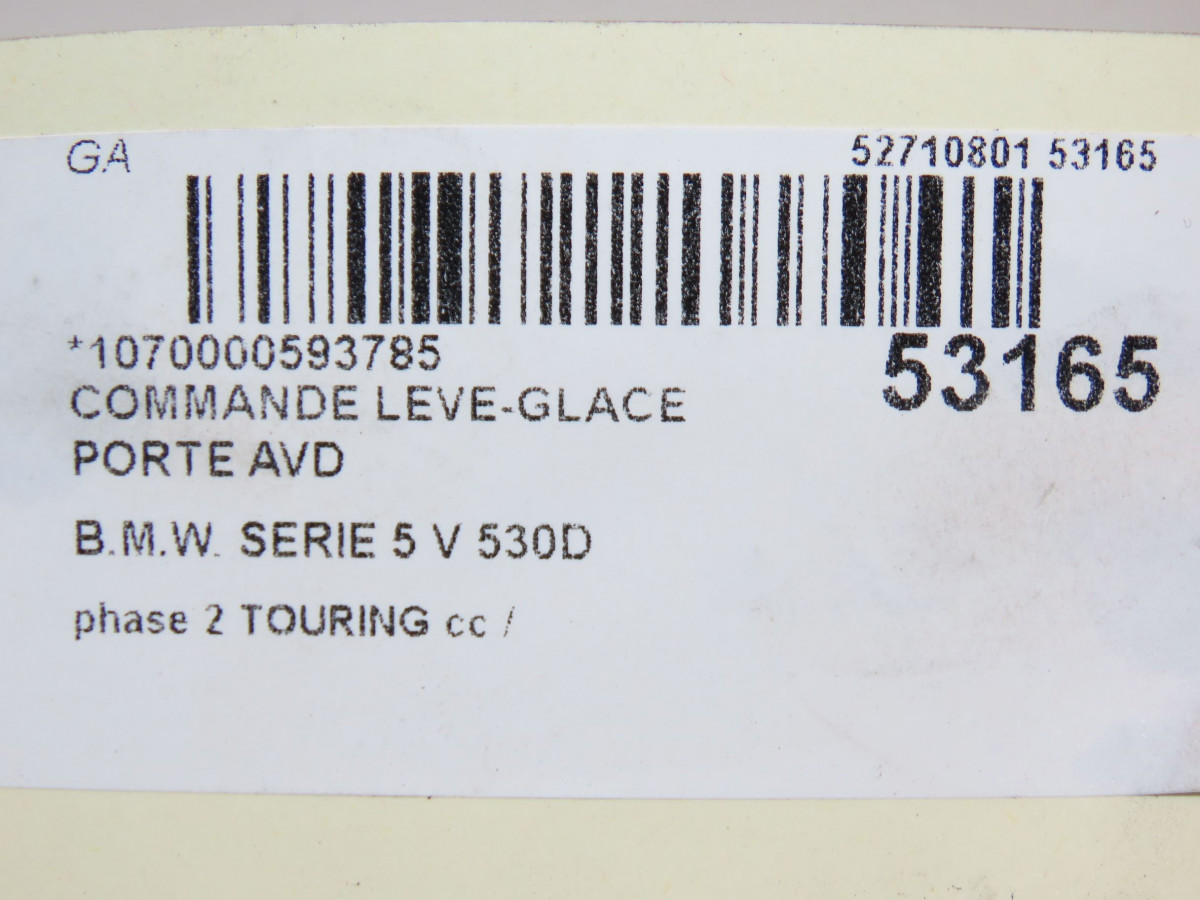 GA
52710801 53165
*1070000593785
53165
COMMANDE LEVE-GLACE
PORTE AVD
B.M.W. SERIE 5 V 530D
phase 2 TOURING cc /